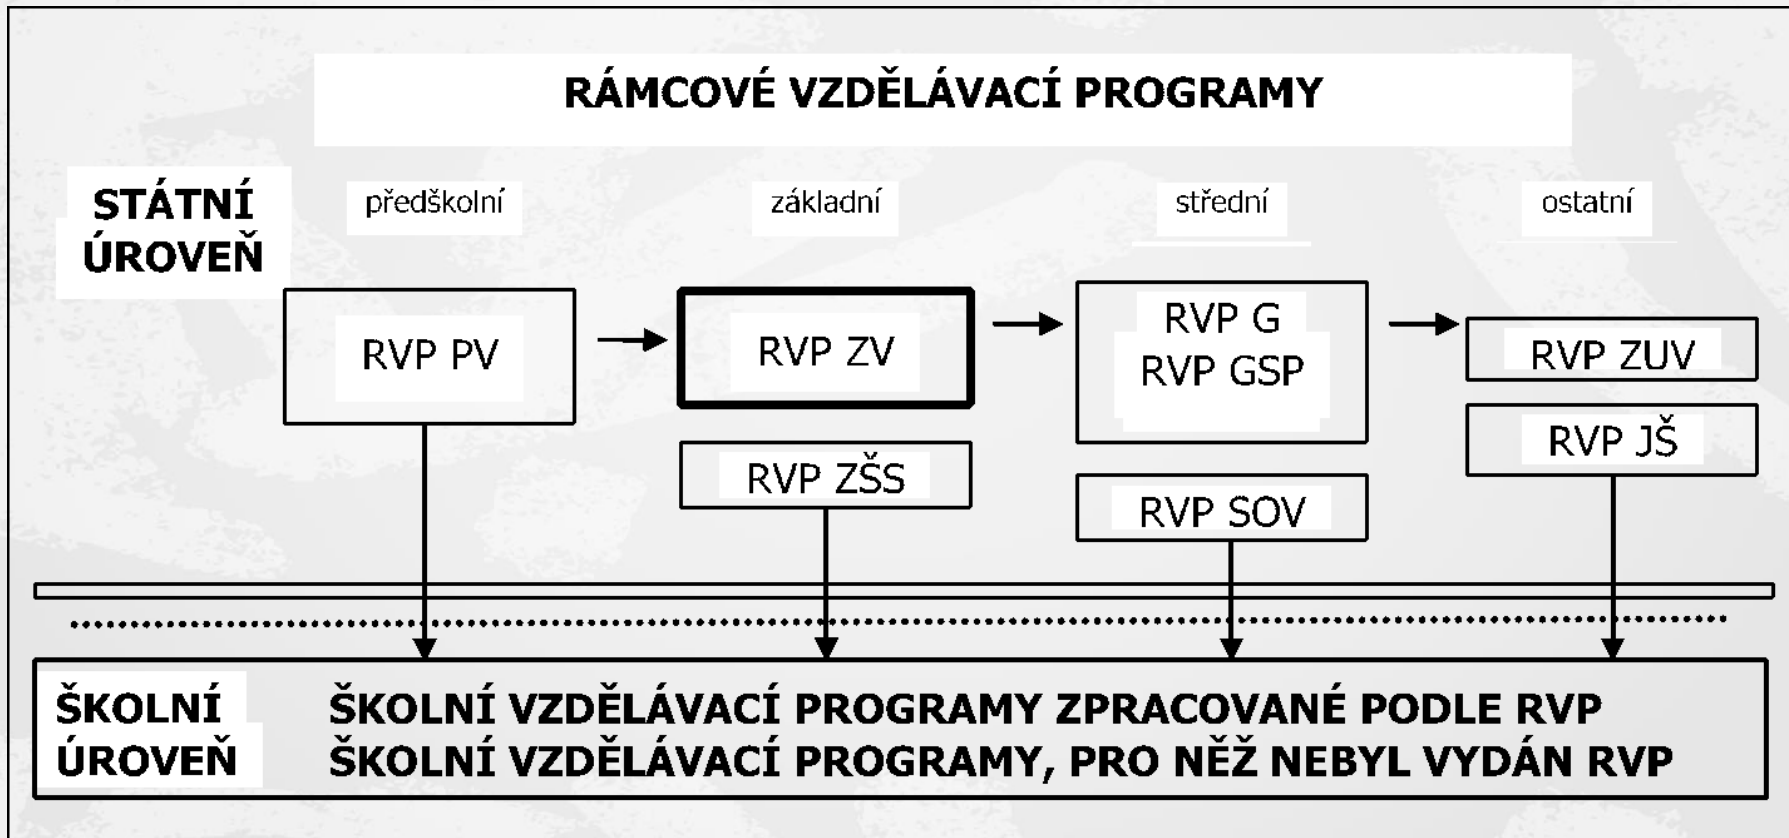 RÁMCOVÉ VZDĚLÁVACÍ PROGRAMY
STÁTNÍ
ÚROVEŇ
předškolní
základní
střední
ostatní
RVP PV
RVP ZV
RVP G
RVP GSP
RVP ZUV
RVP ZŠS
RVP JŠ
RVP SOV
ŠKOLNÍ
ÚROVEŇ
ŠKOLNÍ VZDĚLÁVACÍ PROGRAMY ZPRACOVANÉ PODLE RVP
ŠKOLNÍ VZDĚLÁVACÍ PROGRAMY, PRO NĚŽ NEBYL VYDÁN RVP